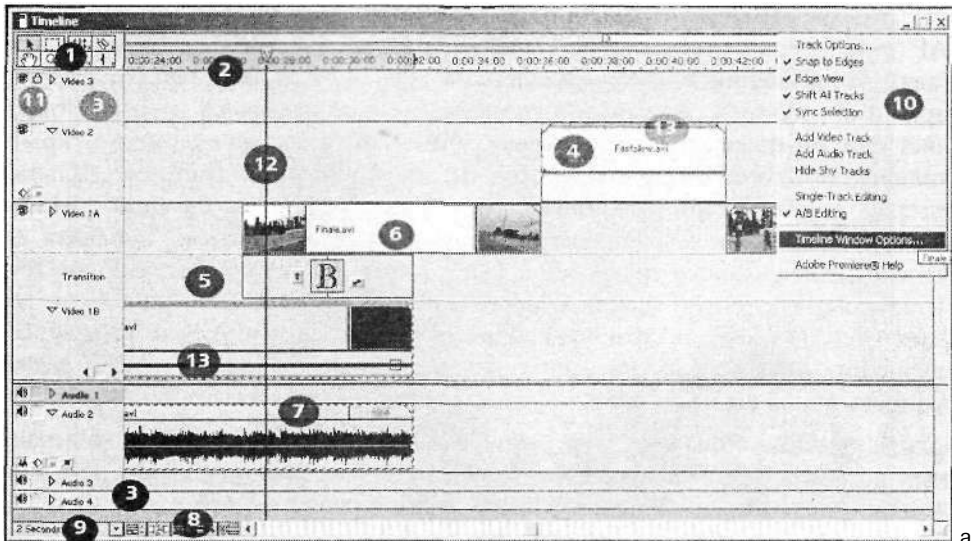 Timeline
0:00:24:00 0:00:28:00 0:00:32:00 0:00:34:00 0:00:36:00 0:00:38:00 0:00:40:00 0:00:42:00
1
2
Video 3
11
3
Video 2
12
4
13
Fastoline.avi
Video 1A
Finale.avi
6
Transition
5
B
Video 1B
avi
13
Audio 1
Audio 2
avi
7
Audio 3
Audio 4
3
2 Seconds
9
8
Track Options...
Snap to Edges
Edge View
Shift All Tracks
Sync Selection
10
Add Video Track
Add Audio Track
Hide Shy Tracks
Single-Track Editing
A/B Editing
Timeline Window Options...
Finale
Adobe Premiere® Help
a